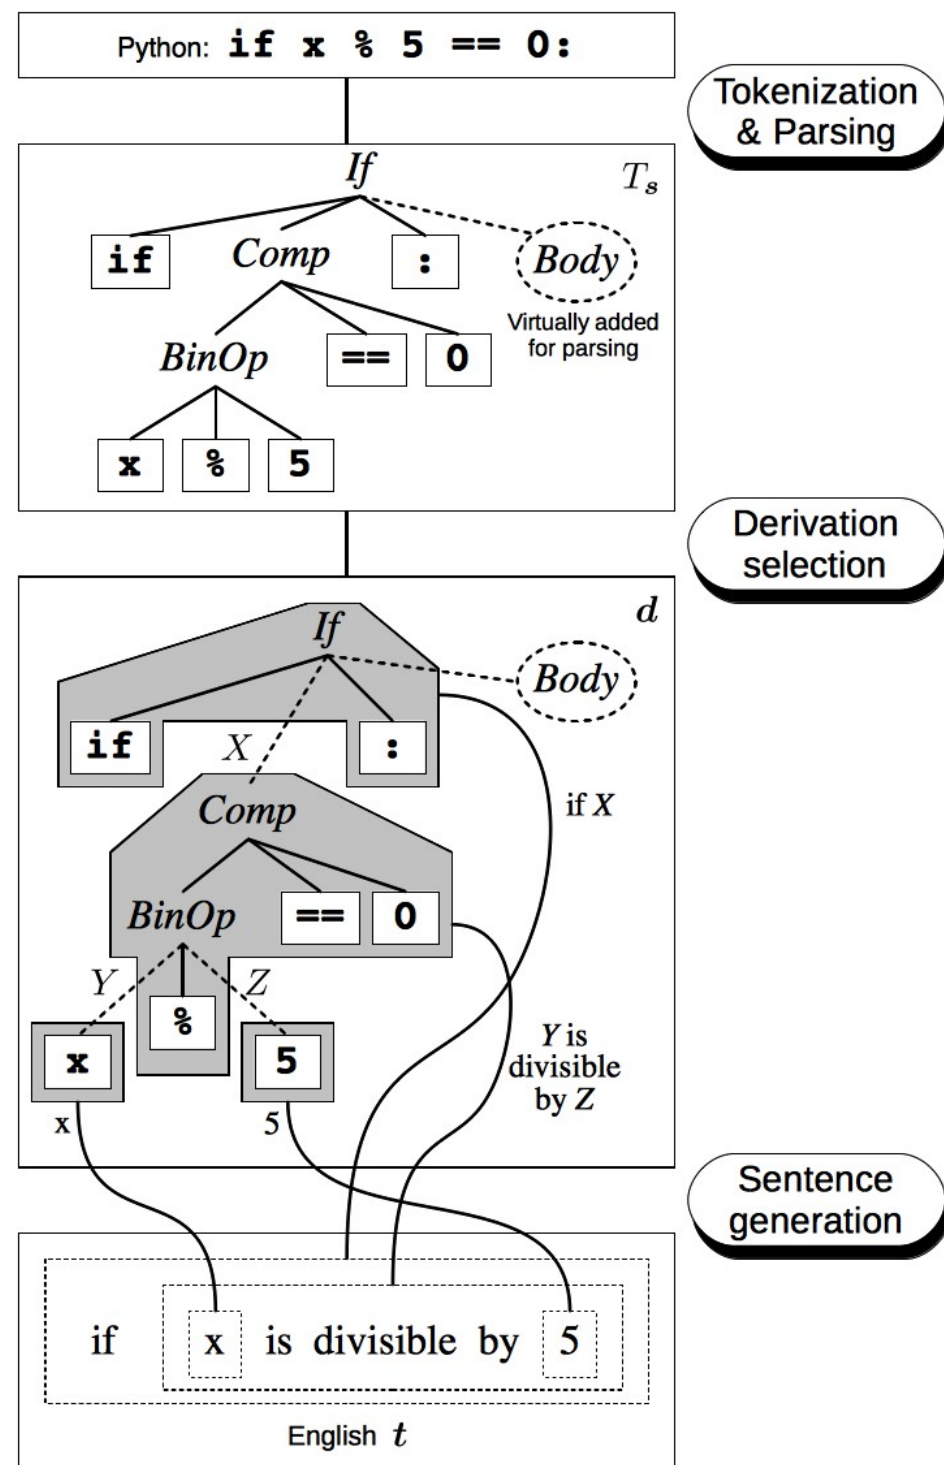 Python: if x % 5 == 0:
Tokenization
& Parsing
If
Tₛ
if
Comp
:
Body
Virtually added
for parsing
BinOp
==
0
x
%
5
Derivation
selection
d
If
Body
if
X
:
if X
Comp
BinOp
==
0
Y
Z
%
x
5
Y is
divisible
by Z
x
5
Sentence
generation
if x is divisible by 5
English t